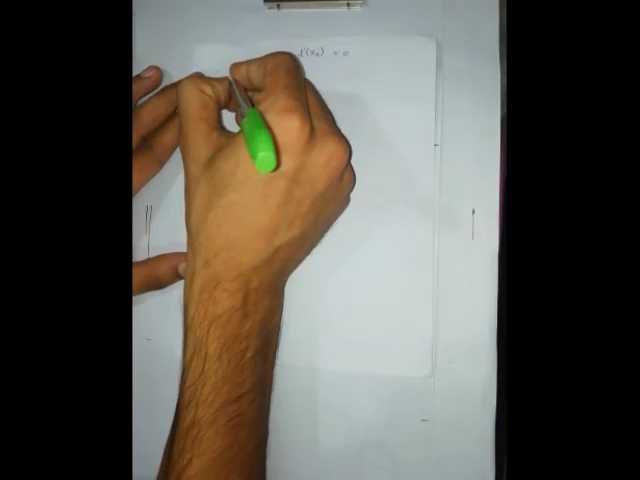 f'(x₀) = 0